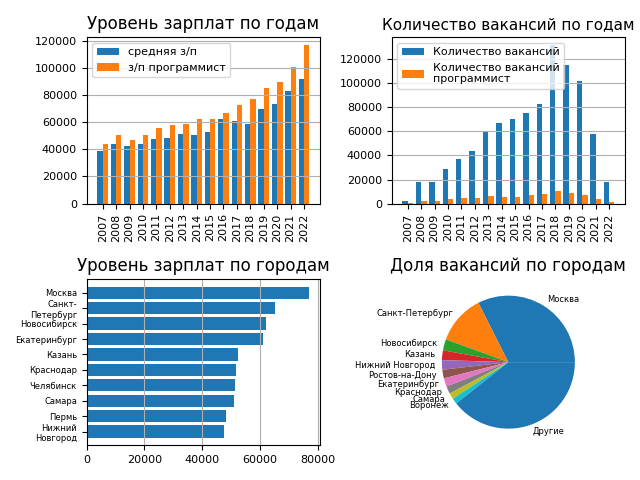 Уровень зарплат по годам
120000
100000
80000
60000
40000
20000
0
средняя з/п
з/п программист
2007
2008
2009
2010
2011
2012
2013
2014
2015
2016
2017
2018
2019
2020
2021
2022
Количество вакансий по годам
120000
100000
80000
60000
40000
20000
0
Количество вакансий
Количество вакансий
программист
2007
2008
2009
2010
2011
2012
2013
2014
2015
2016
2017
2018
2019
2020
2021
2022
Уровень зарплат по городам
Москва
Санкт-
Петербург
Новосибирск
Екатеринбург
Казань
Краснодар
Челябинск
Самара
Пермь
Нижний
Новгород
0
20000
40000
60000
80000
Доля вакансий по городам
Москва
Санкт-Петербург
Новосибирск
Казань
Нижний Новгород
Ростов-на-Дону
Екатеринбург
Краснодар
Самара
Воронеж
Другие